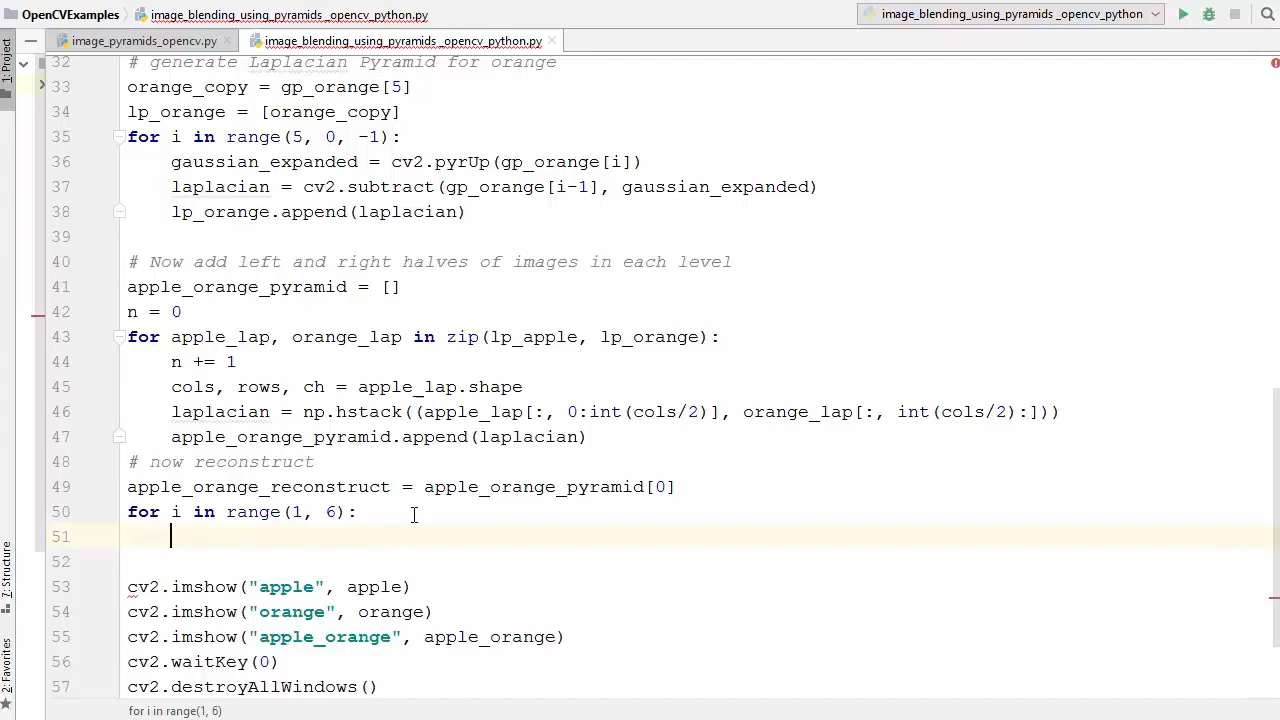 OpenCVExamples image_blending_using_pyramids _opencv_python.py image_blending_using_pyramids _opencv_python
image_pyramids_opencv.py image_blending_using_pyramids _opencv_python.py
1: Project
32 # generate Laplacian Pyramid for orange
33 orange_copy = gp_orange[5]
34 lp_orange = [orange_copy]
35 for i in range(5, 0, -1):
36 gaussian_expanded = cv2.pyrUp(gp_orange[i])
37 laplacian = cv2.subtract(gp_orange[i-1], gaussian_expanded)
38 lp_orange.append(laplacian)
39
40 # Now add left and right halves of images in each level
41 apple_orange_pyramid = []
42 n = 0
43 for apple_lap, orange_lap in zip(lp_apple, lp_orange):
44 n += 1
45 cols, rows, ch = apple_lap.shape
46 laplacian = np.hstack((apple_lap[:, 0:int(cols/2)], orange_lap[:, int(cols/2):]))
47 apple_orange_pyramid.append(laplacian)
48 # now reconstruct
49 apple_orange_reconstruct = apple_orange_pyramid[0]
50 for i in range(1, 6):
51
52
53 cv2.imshow("apple", apple)
54 cv2.imshow("orange", orange)
55 cv2.imshow("apple_orange", apple_orange)
56 cv2.waitKey(0)
57 cv2.destroyAllWindows()
7: Structure
2: Favorites
for i in range(1, 6)